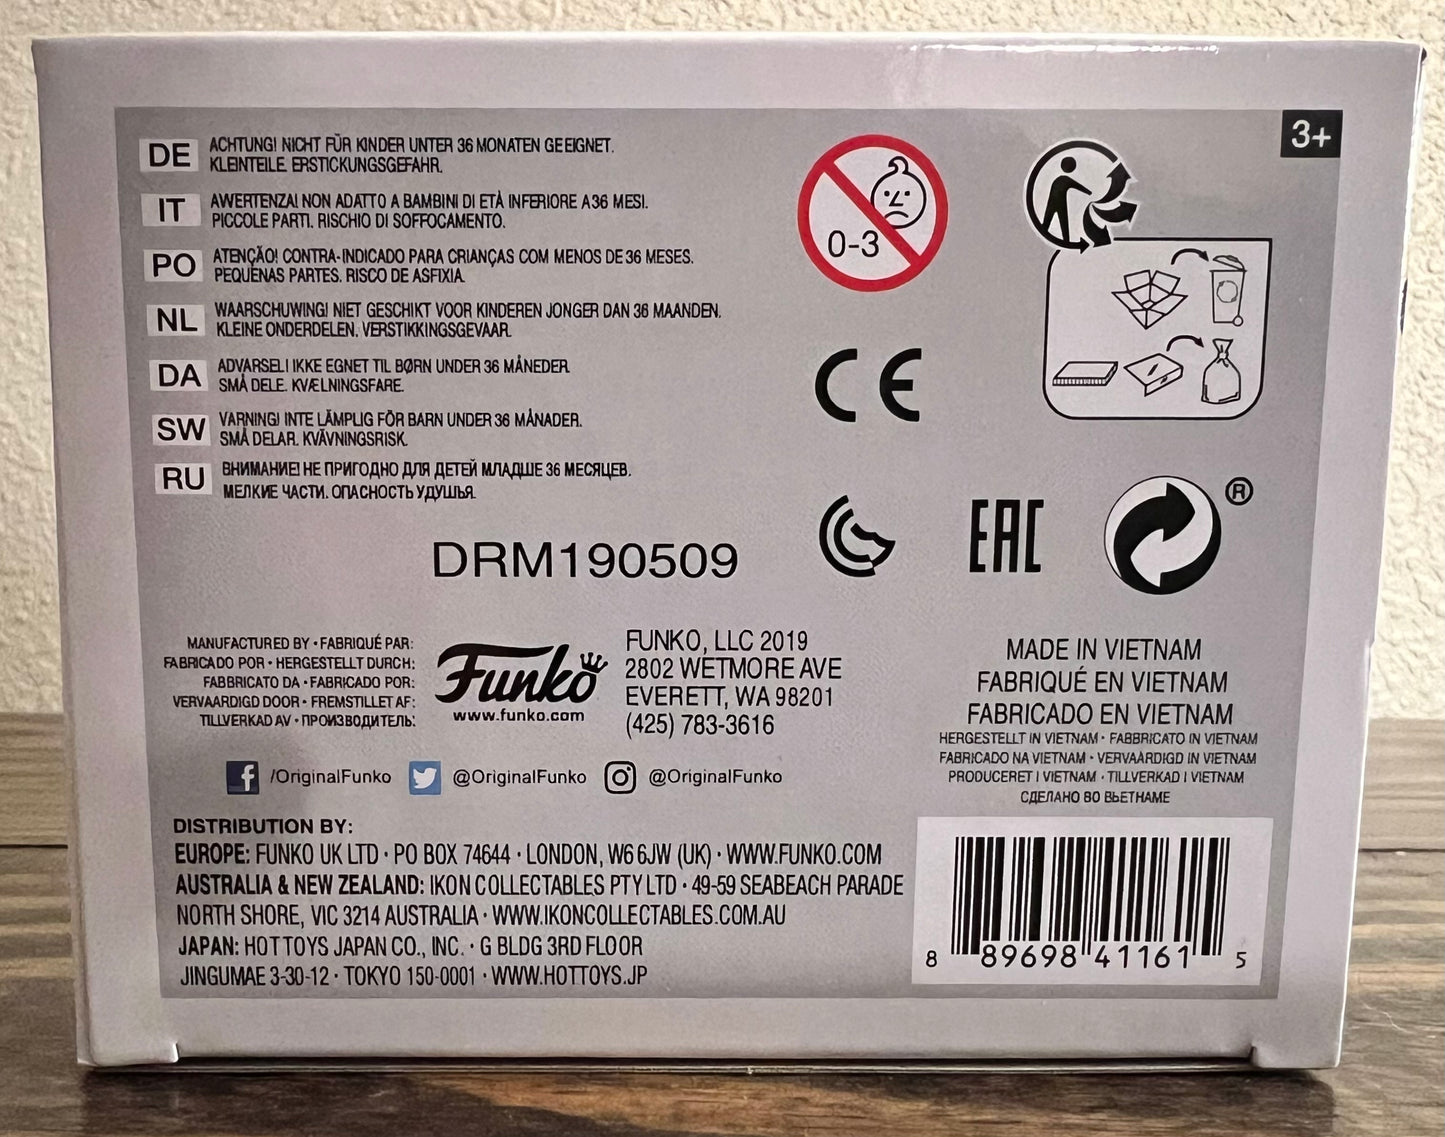 3+
DE
ACHTUNG! NICHT FÜR KINDER UNTER 36 MONATEN GEEIGNET.
KLEINTEILE. ERSTICKUNGSGEFAHR.
IT
AWERTENZA! NON ADATTO A BAMBINI DI ETÀ INFERIORE A 36 MESI.
PICCOLE PARTI. RISCHIO DI SOFFOCAMENTO.
PO
ATENÇÃO! CONTRA-INDICADO PARA CRIANÇAS COM MENOS DE 36 MESES.
PEQUENAS PARTES. RISCO DE ASFIXIA.
NL
WAARSCHUWING! NIET GESCHIKT VOOR KINDEREN JONGER DAN 36 MAANDEN.
KLEINE ONDERDELEN. VERSTIKKINGSGEVAAR.
DA
ADVARSEL! IKKE EGNET TIL BØRN UNDER 36 MÅNEDER.
SMÅ DELE. KVÆLNINGSFARE.
SW
VARNING! INTE LÄMPLIG FÖR BARN UNDER 36 MÅNADER.
SMÅ DELAR. KVÄVNINGSRISK.
RU
ВНИМАНИЕ! НЕ ПРИГОДНО ДЛЯ ДЕТЕЙ МЛАДШЕ 36 МЕСЯЦЕВ.
МЕЛКИЕ ЧАСТИ. ОПАСНОСТЬ УДУШЬЯ.
0-3
CE
EAC
®
DRM190509
MANUFACTURED BY • FABRIQUÉ PAR:
FABRICADO POR • HERGESTELLT DURCH:
FABBRICATO DA • FABRICADO POR:
VERVAARDIGD DOOR • FREMSTILLET AF:
TILLVERKAD AV • ПРОИЗВОДИТЕЛЬ:
Funko
www.funko.com
FUNKO, LLC 2019
2802 WETMORE AVE
EVERETT, WA 98201
(425) 783-3616
MADE IN VIETNAM
FABRIQUÉ EN VIETNAM
FABRICADO EN VIETNAM
HERGESTELLT IN VIETNAM • FABBRICATO IN VIETNAM
FABRICADO NA VIETNAM • VERVAARDIGD IN VIETNAM
PRODUCERET I VIETNAM • TILLVERKAD I VIETNAM
СДЕЛАНО ВО ВЬЕТНАМЕ
/OriginalFunko @OriginalFunko @OriginalFunko
DISTRIBUTION BY:
EUROPE: FUNKO UK LTD • PO BOX 74644 • LONDON, W6 6JW (UK) • WWW.FUNKO.COM
AUSTRALIA & NEW ZEALAND: IKON COLLECTABLES PTY LTD • 49-59 SEABEACH PARADE
NORTH SHORE, VIC 3214 AUSTRALIA • WWW.IKONCOLLECTABLES.COM.AU
JAPAN: HOT TOYS JAPAN CO., INC. • G BLDG 3RD FLOOR
JINGUMAE 3-30-12 • TOKYO 150-0001 • WWW.HOTTOYS.JP
8 89698 41161 5